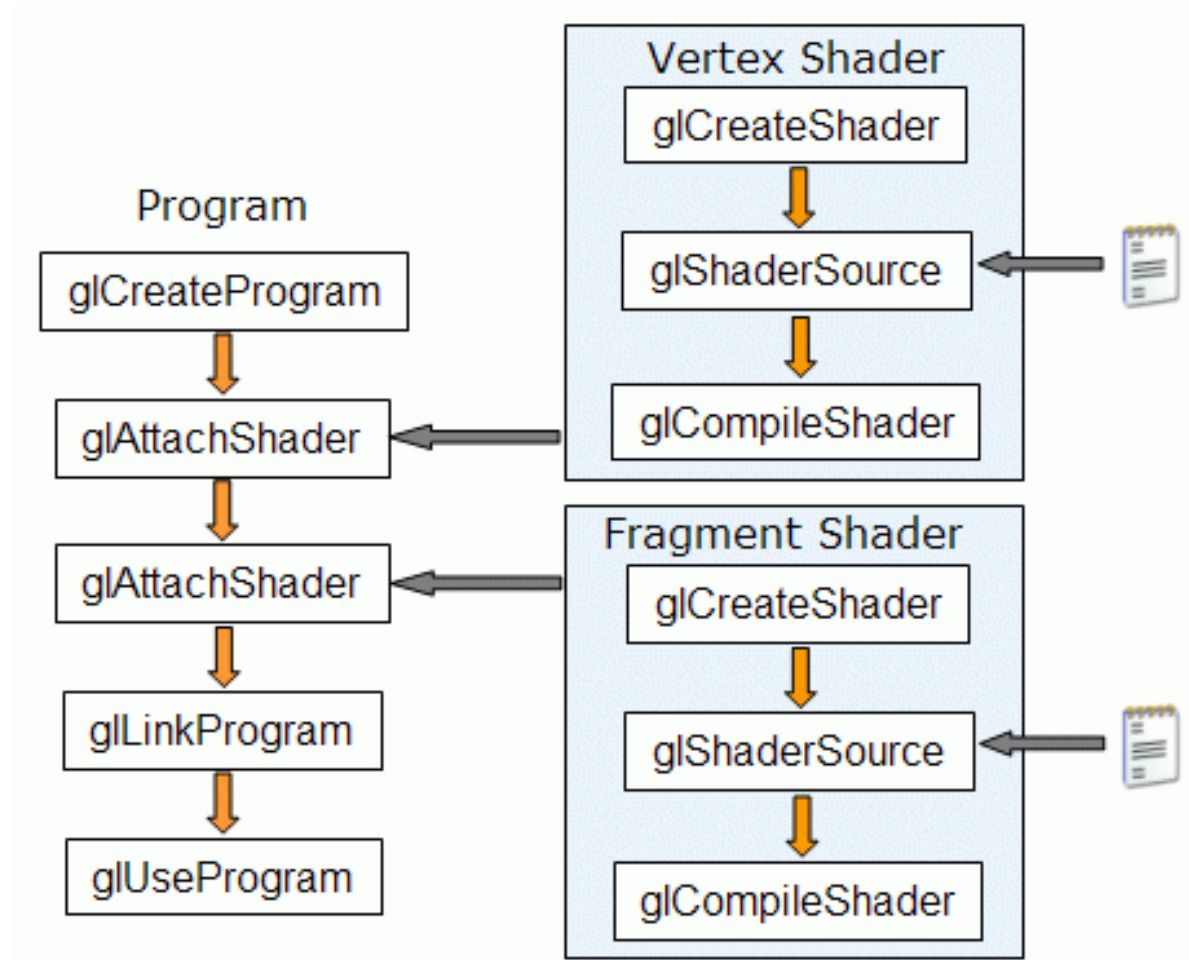 Program
glCreateProgram
glAttachShader
glAttachShader
glLinkProgram
glUseProgram
Vertex Shader
glCreateShader
glShaderSource
glCompileShader
Fragment Shader
glCreateShader
glShaderSource
glCompileShader